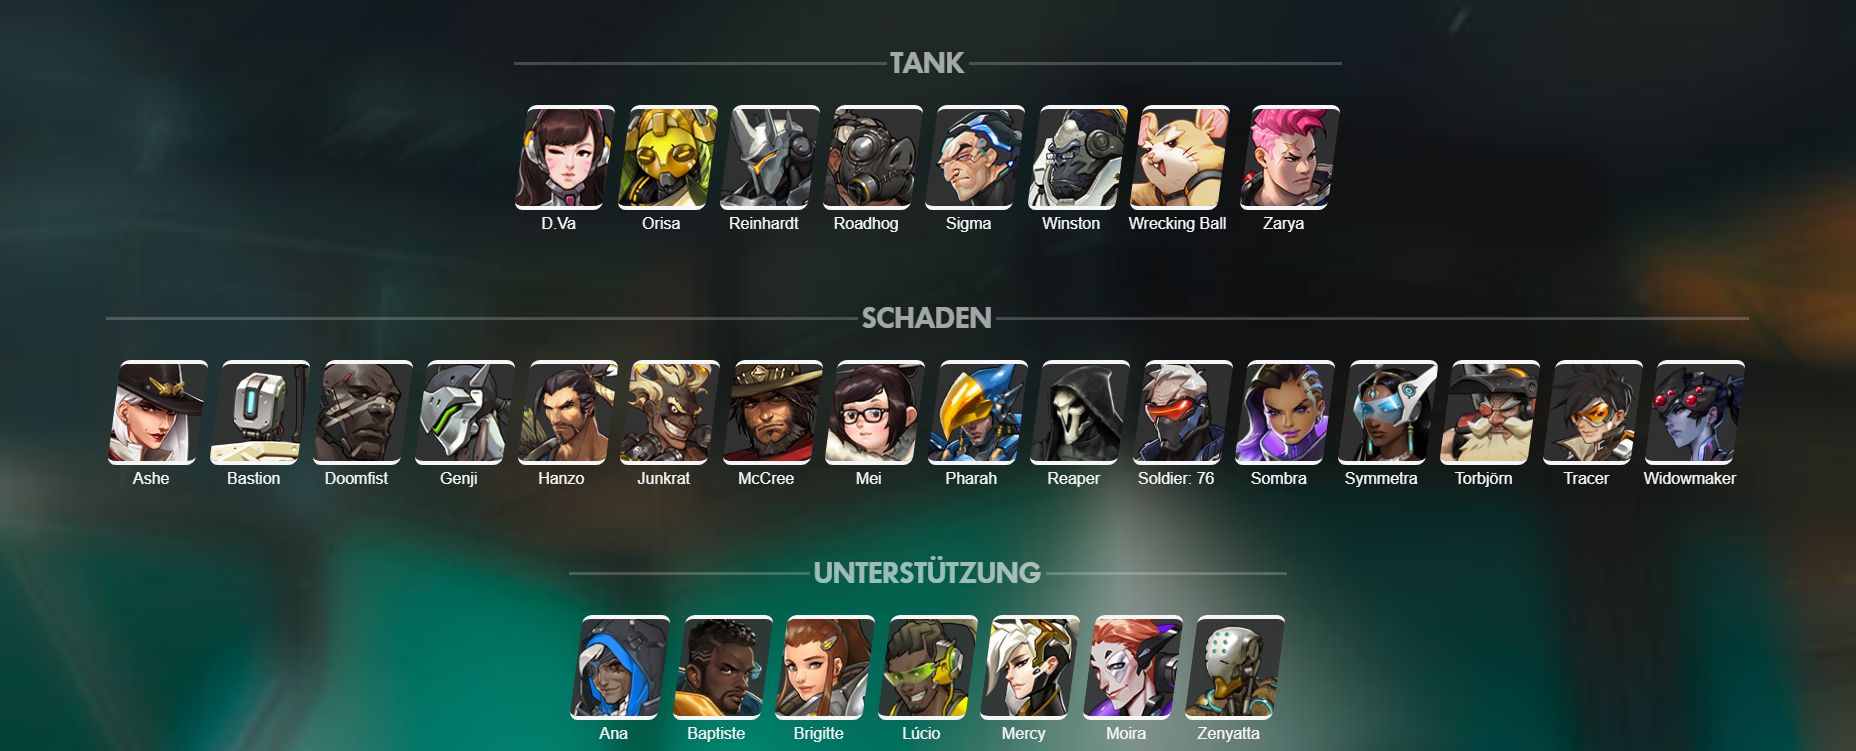 TANK
D.Va Orisa Reinhardt Roadhog Sigma Winston Wrecking Ball Zarya
SCHADEN
Ashe Bastion Doomfist Genji Hanzo Junkrat McCree Mei Pharah Reaper Soldier: 76 Sombra Symmetra Torbjörn Tracer Widowmaker
UNTERSTÜTZUNG
Ana Baptiste Brigitte Lúcio Mercy Moira Zenyatta